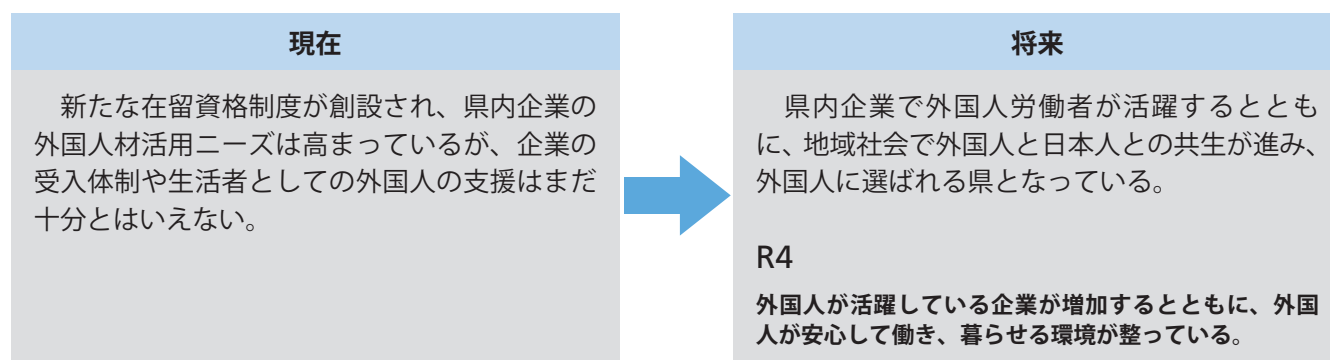 現在
新たな在留資格制度が創設され、県内企業の
外国人材活用ニーズは高まっているが、企業の
受入体制や生活者としての外国人の支援はまだ
十分とはいえない。
将来
県内企業で外国人労働者が活躍するととも
に、地域社会で外国人と日本人との共生が進み、
外国人に選ばれる県となっている。
R4
外国人が活躍している企業が増加するとともに、外国
人が安心して働き、暮らせる環境が整っている。